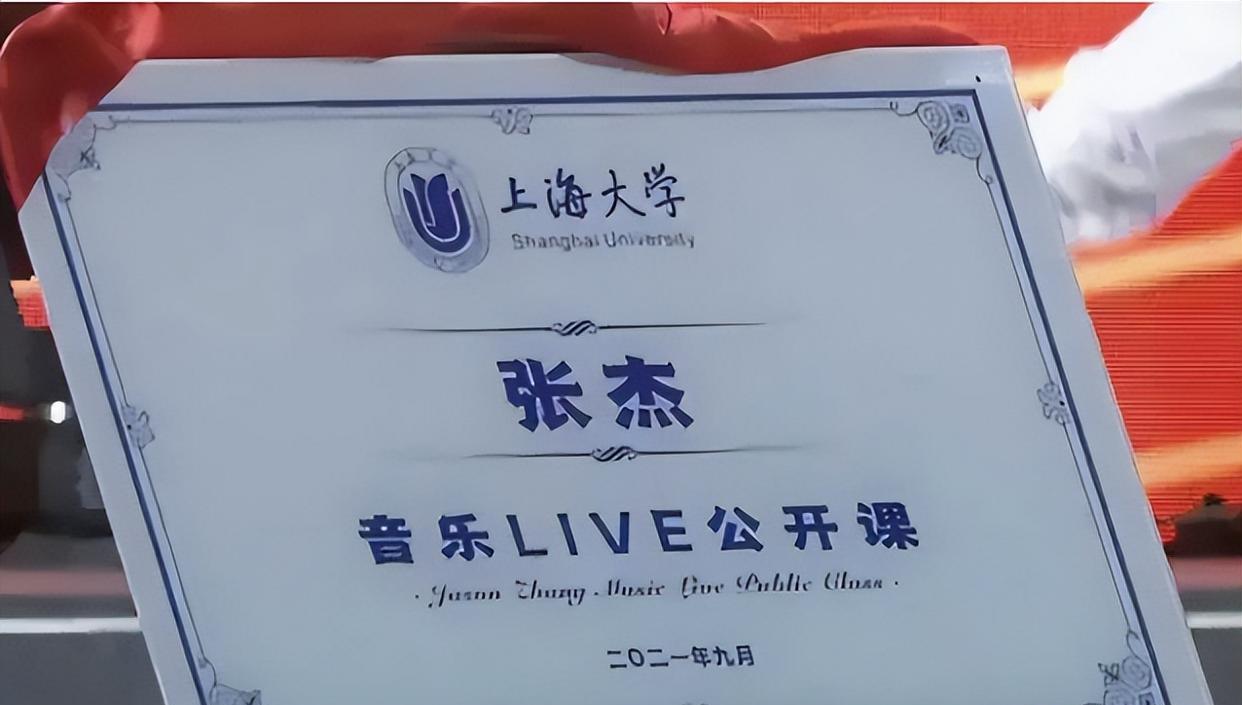 上海大学
Shanghai University
张杰
音乐LIVE公开课
· Jason Zhang Music Live Public Class ·
二〇二一年九月